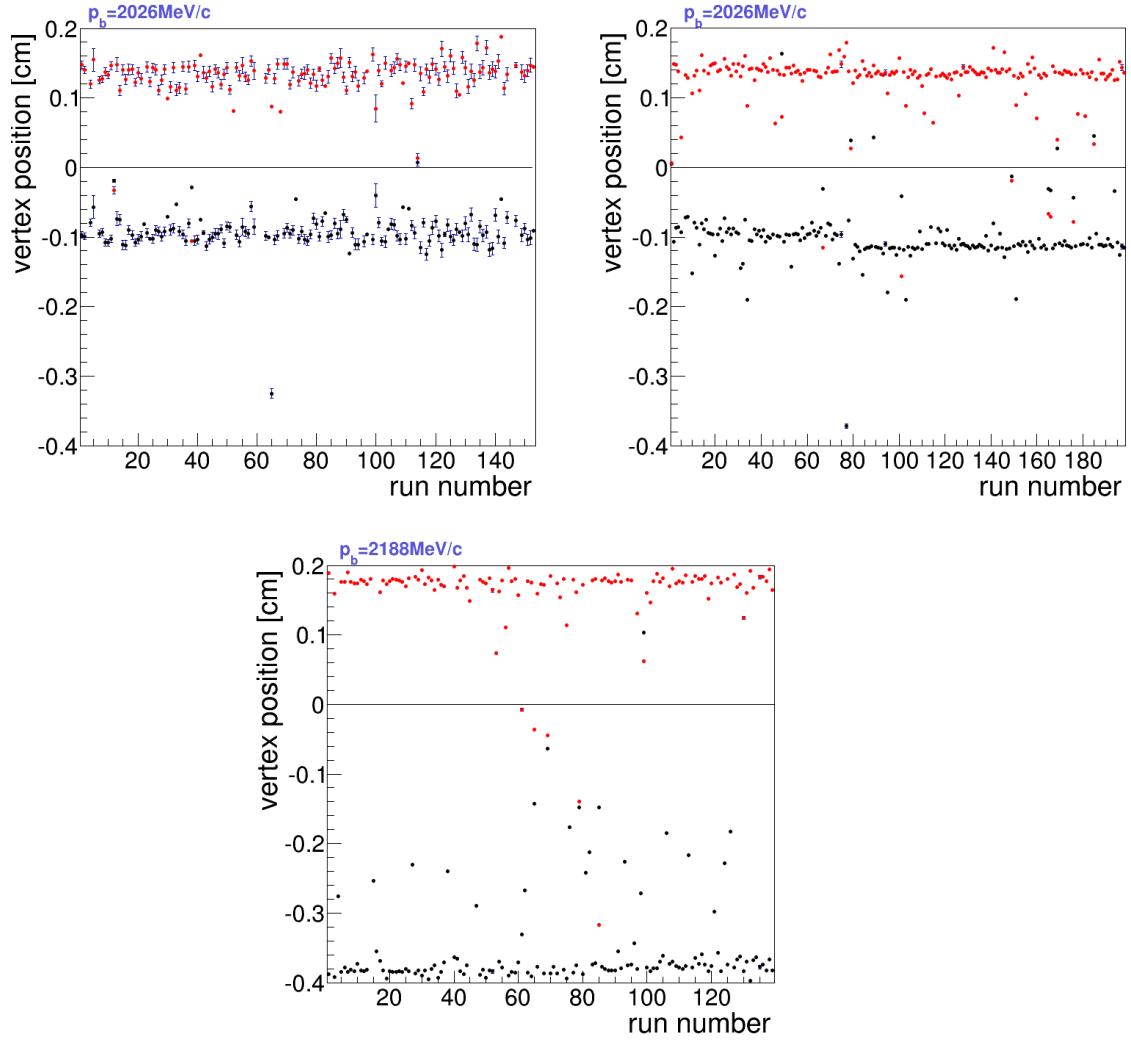 p_b=2026MeV/c
vertex position [cm]
0.2
0.1
0
-0.1
-0.2
-0.3
-0.4
20 40 60 80 100 120 140
run number
p_b=2026MeV/c
vertex position [cm]
0.2
0.1
0
-0.1
-0.2
-0.3
-0.4
20 40 60 80 100 120 140 160 180
run number
p_b=2188MeV/c
vertex position [cm]
0.2
0.1
0
-0.1
-0.2
-0.3
-0.4
20 40 60 80 100 120
run number